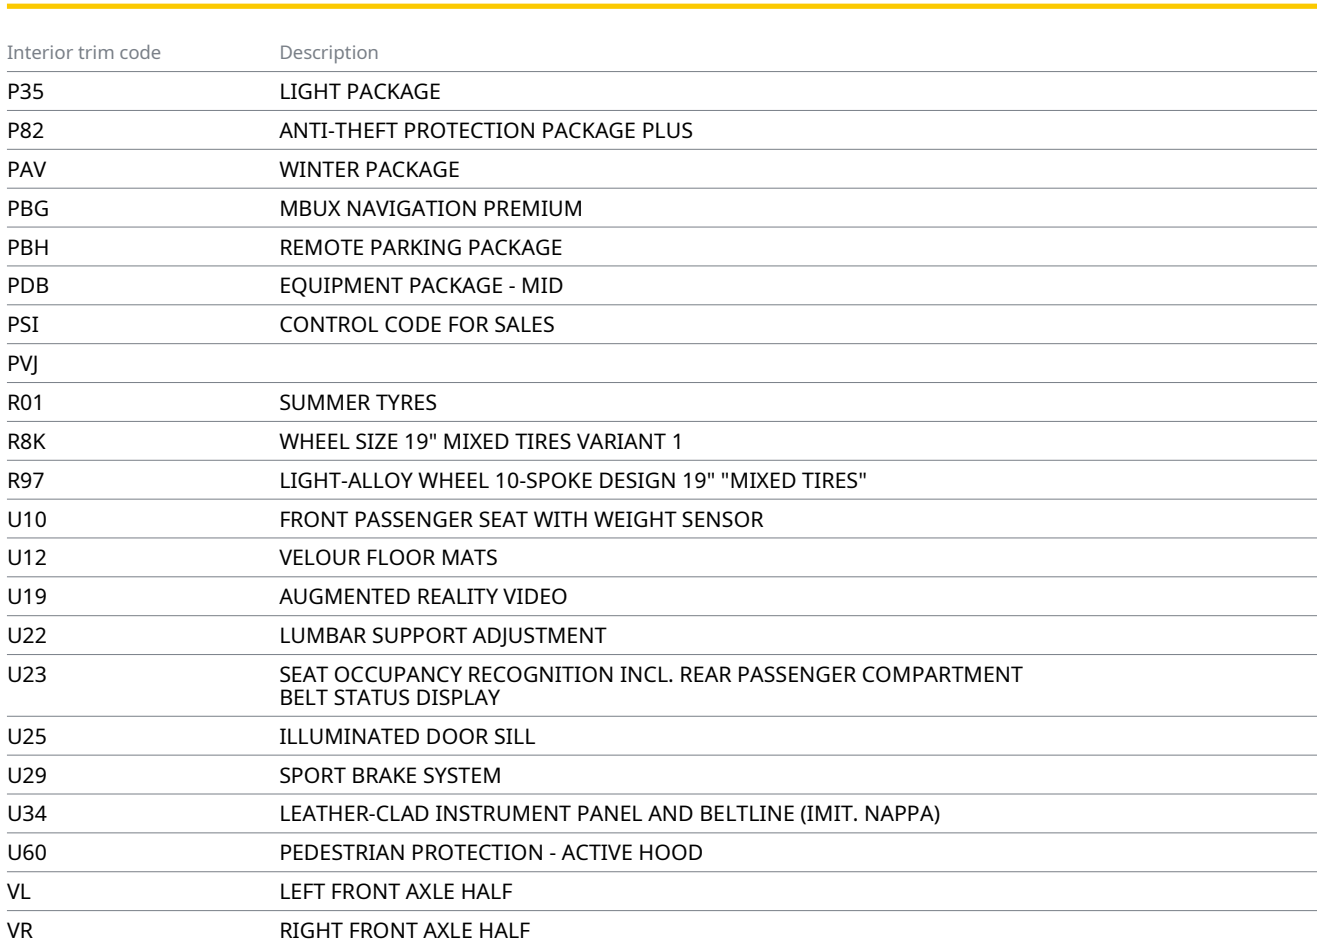 Interior trim code Description
P35 LIGHT PACKAGE
P82 ANTI-THEFT PROTECTION PACKAGE PLUS
PAV WINTER PACKAGE
PBG MBUX NAVIGATION PREMIUM
PBH REMOTE PARKING PACKAGE
PDB EQUIPMENT PACKAGE - MID
PSI CONTROL CODE FOR SALES
PVJ
R01 SUMMER TYRES
R8K WHEEL SIZE 19" MIXED TIRES VARIANT 1
R97 LIGHT-ALLOY WHEEL 10-SPOKE DESIGN 19" "MIXED TIRES"
U10 FRONT PASSENGER SEAT WITH WEIGHT SENSOR
U12 VELOUR FLOOR MATS
U19 AUGMENTED REALITY VIDEO
U22 LUMBAR SUPPORT ADJUSTMENT
U23 SEAT OCCUPANCY RECOGNITION INCL. REAR PASSENGER COMPARTMENT
BELT STATUS DISPLAY
U25 ILLUMINATED DOOR SILL
U29 SPORT BRAKE SYSTEM
U34 LEATHER-CLAD INSTRUMENT PANEL AND BELTLINE (IMIT. NAPPA)
U60 PEDESTRIAN PROTECTION - ACTIVE HOOD
VL LEFT FRONT AXLE HALF
VR RIGHT FRONT AXLE HALF